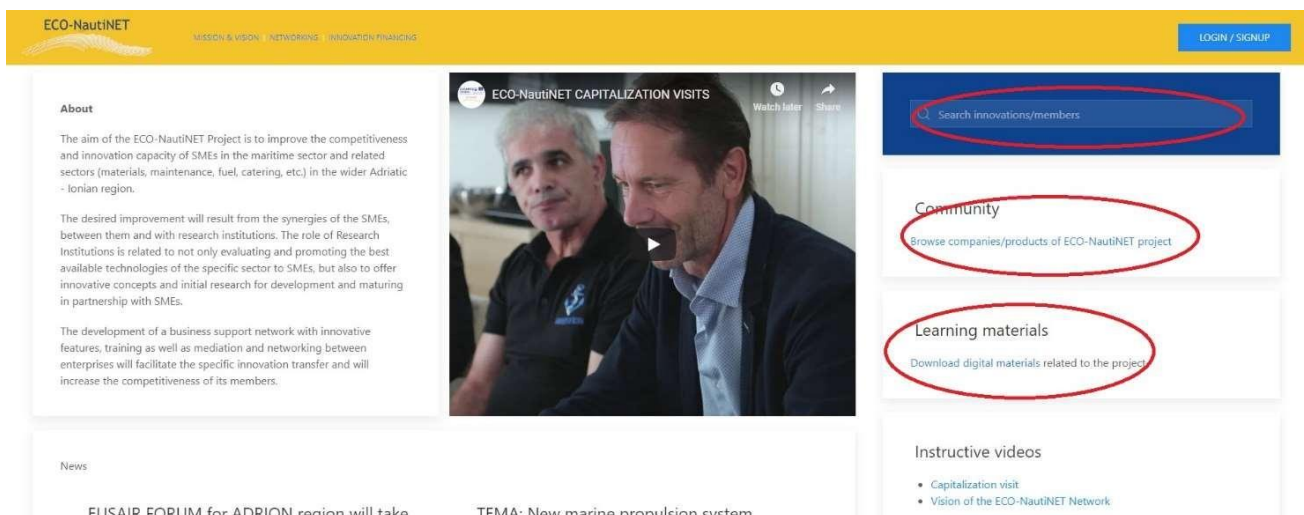 ECO-NautiNET
MISSION & VISION | NETWORKING | INNOVATION FINANCING
LOGIN / SIGNUP
About
The aim of the ECO-NautiNET Project is to improve the competitiveness
and innovation capacity of SMEs in the maritime sector and related
sectors (materials, maintenance, fuel, catering, etc.) in the wider Adriatic
- Ionian region.
The desired improvement will result from the synergies of the SMEs,
between them and with research institutions. The role of Research
Institutions is related to not only evaluating and promoting the best
available technologies of the specific sector to SMEs, but also to offer
innovative concepts and initial research for development and maturing
in partnership with SMEs.
The development of a business support network with innovative
features, training as well as mediation and networking between
enterprises will facilitate the specific innovation transfer and will
increase the competitiveness of its members.
ECO-NautiNET CAPITALIZATION VISITS
Watch later
Share
Search innovations/members
Community
Browse companies/products of ECO-NautiNET project
Learning materials
Download digital materials related to the project
Instructive videos
• Capitalization visit
• Vision of the ECO-NautiNET Network
News
EUSAIR FORUM for ADRION region will take
TEMA: New marine propulsion system